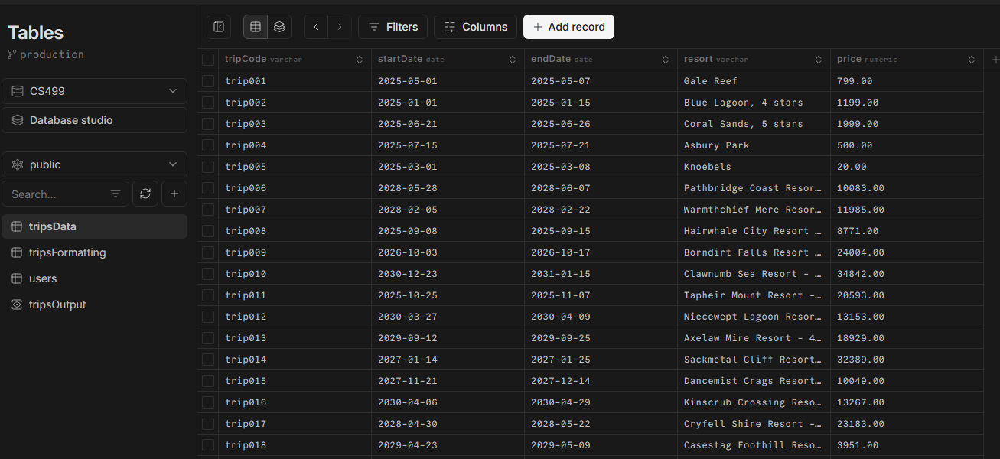 Tables
production
CS499
Database studio
public
Search...
tripsData
tripsFormatting
users
tripsOutput
Filters
Columns
+ Add record
tripCode varchar startDate date endDate date resort varchar price numeric
trip001 2025-05-01 2025-05-07 Gale Reef 799.00
trip002 2025-01-01 2025-01-15 Blue Lagoon, 4 stars 1199.00
trip003 2025-06-21 2025-06-26 Coral Sands, 5 stars 1999.00
trip004 2025-07-15 2025-07-21 Asbury Park 500.00
trip005 2025-03-01 2025-03-08 Knoebels 20.00
trip006 2028-05-28 2028-06-07 Pathbridge Coast Resor… 10083.00
trip007 2028-02-05 2028-02-22 Warmthchief Mere Resor… 11985.00
trip008 2025-09-08 2025-09-15 Hairwhale City Resort … 8771.00
trip009 2026-10-03 2026-10-17 Borndirt Falls Resort … 24004.00
trip010 2030-12-23 2031-01-15 Clawnumb Sea Resort - … 34842.00
trip011 2025-10-25 2025-11-07 Tapheir Mount Resort -… 20593.00
trip012 2030-03-27 2030-04-09 Niecewept Lagoon Resor… 13153.00
trip013 2029-09-12 2029-09-25 Axelaw Mire Resort - 4… 18929.00
trip014 2027-01-14 2027-01-25 Sackmetal Cliff Resort… 32389.00
trip015 2027-11-21 2027-12-14 Dancemist Crags Resort… 10049.00
trip016 2030-04-06 2030-04-29 Kinscrub Crossing Reso… 13267.00
trip017 2028-04-30 2028-05-22 Cryfell Shire Resort -… 23183.00
trip018 2029-04-23 2029-05-09 Casestag Foothill Reso… 3951.00